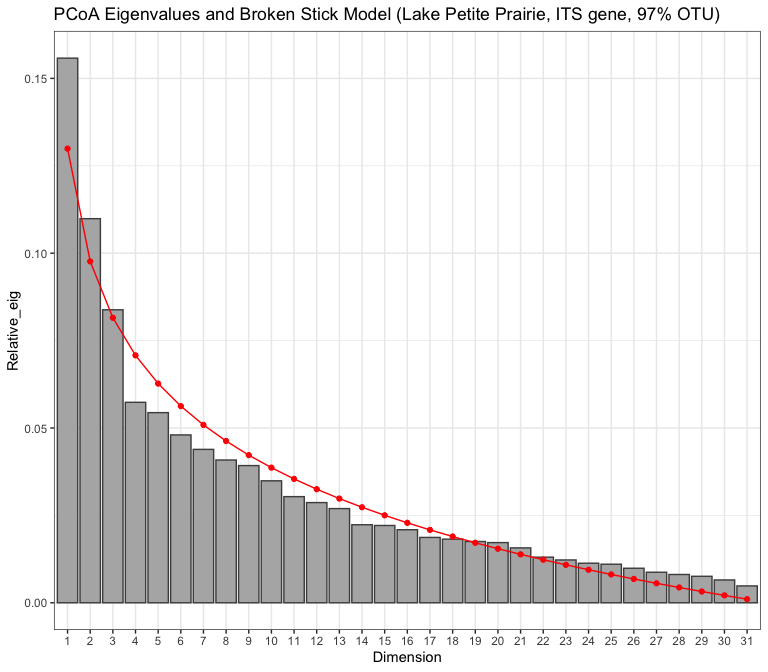 PCoA Eigenvalues and Broken Stick Model (Lake Petite Prairie, ITS gene, 97% OTU)
Relative_eig
0.15
0.10
0.05
0.00
1 2 3 4 5 6 7 8 9 10 11 12 13 14 15 16 17 18 19 20 21 22 23 24 25 26 27 28 29 30 31
Dimension